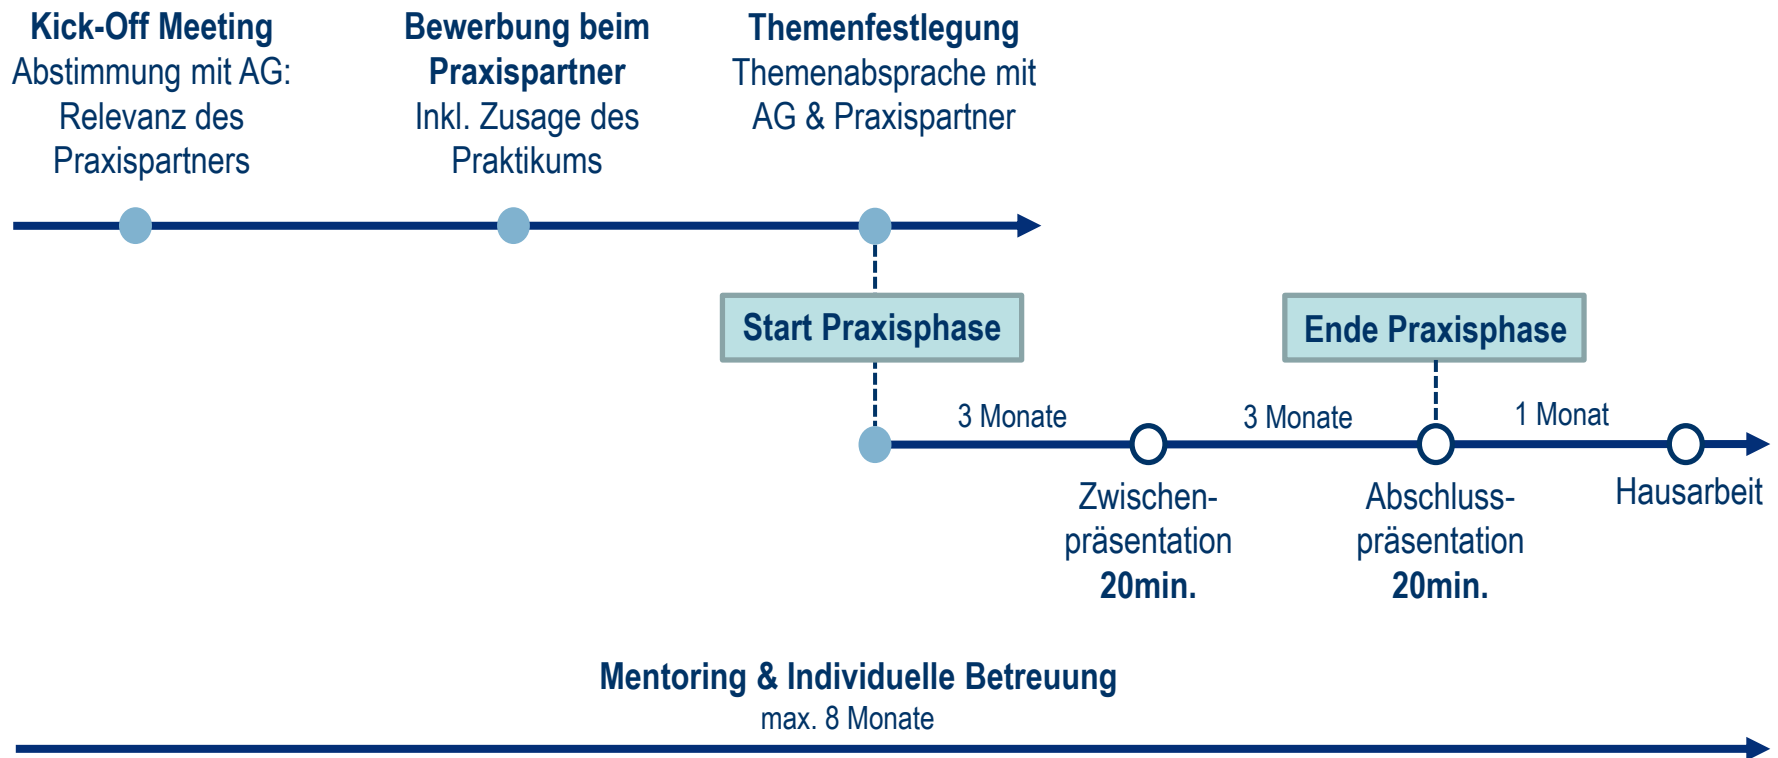 Kick-Off Meeting
Abstimmung mit AG:
Relevanz des
Praxispartners
Bewerbung beim
Praxispartner
Inkl. Zusage des
Praktikums
Themenfestlegung
Themenabsprache mit
AG & Praxispartner
Start Praxisphase
Ende Praxisphase
3 Monate
3 Monate
1 Monat
Zwischen-
präsentation
20min.
Abschluss-
präsentation
20min.
Hausarbeit
Mentoring & Individuelle Betreuung
max. 8 Monate